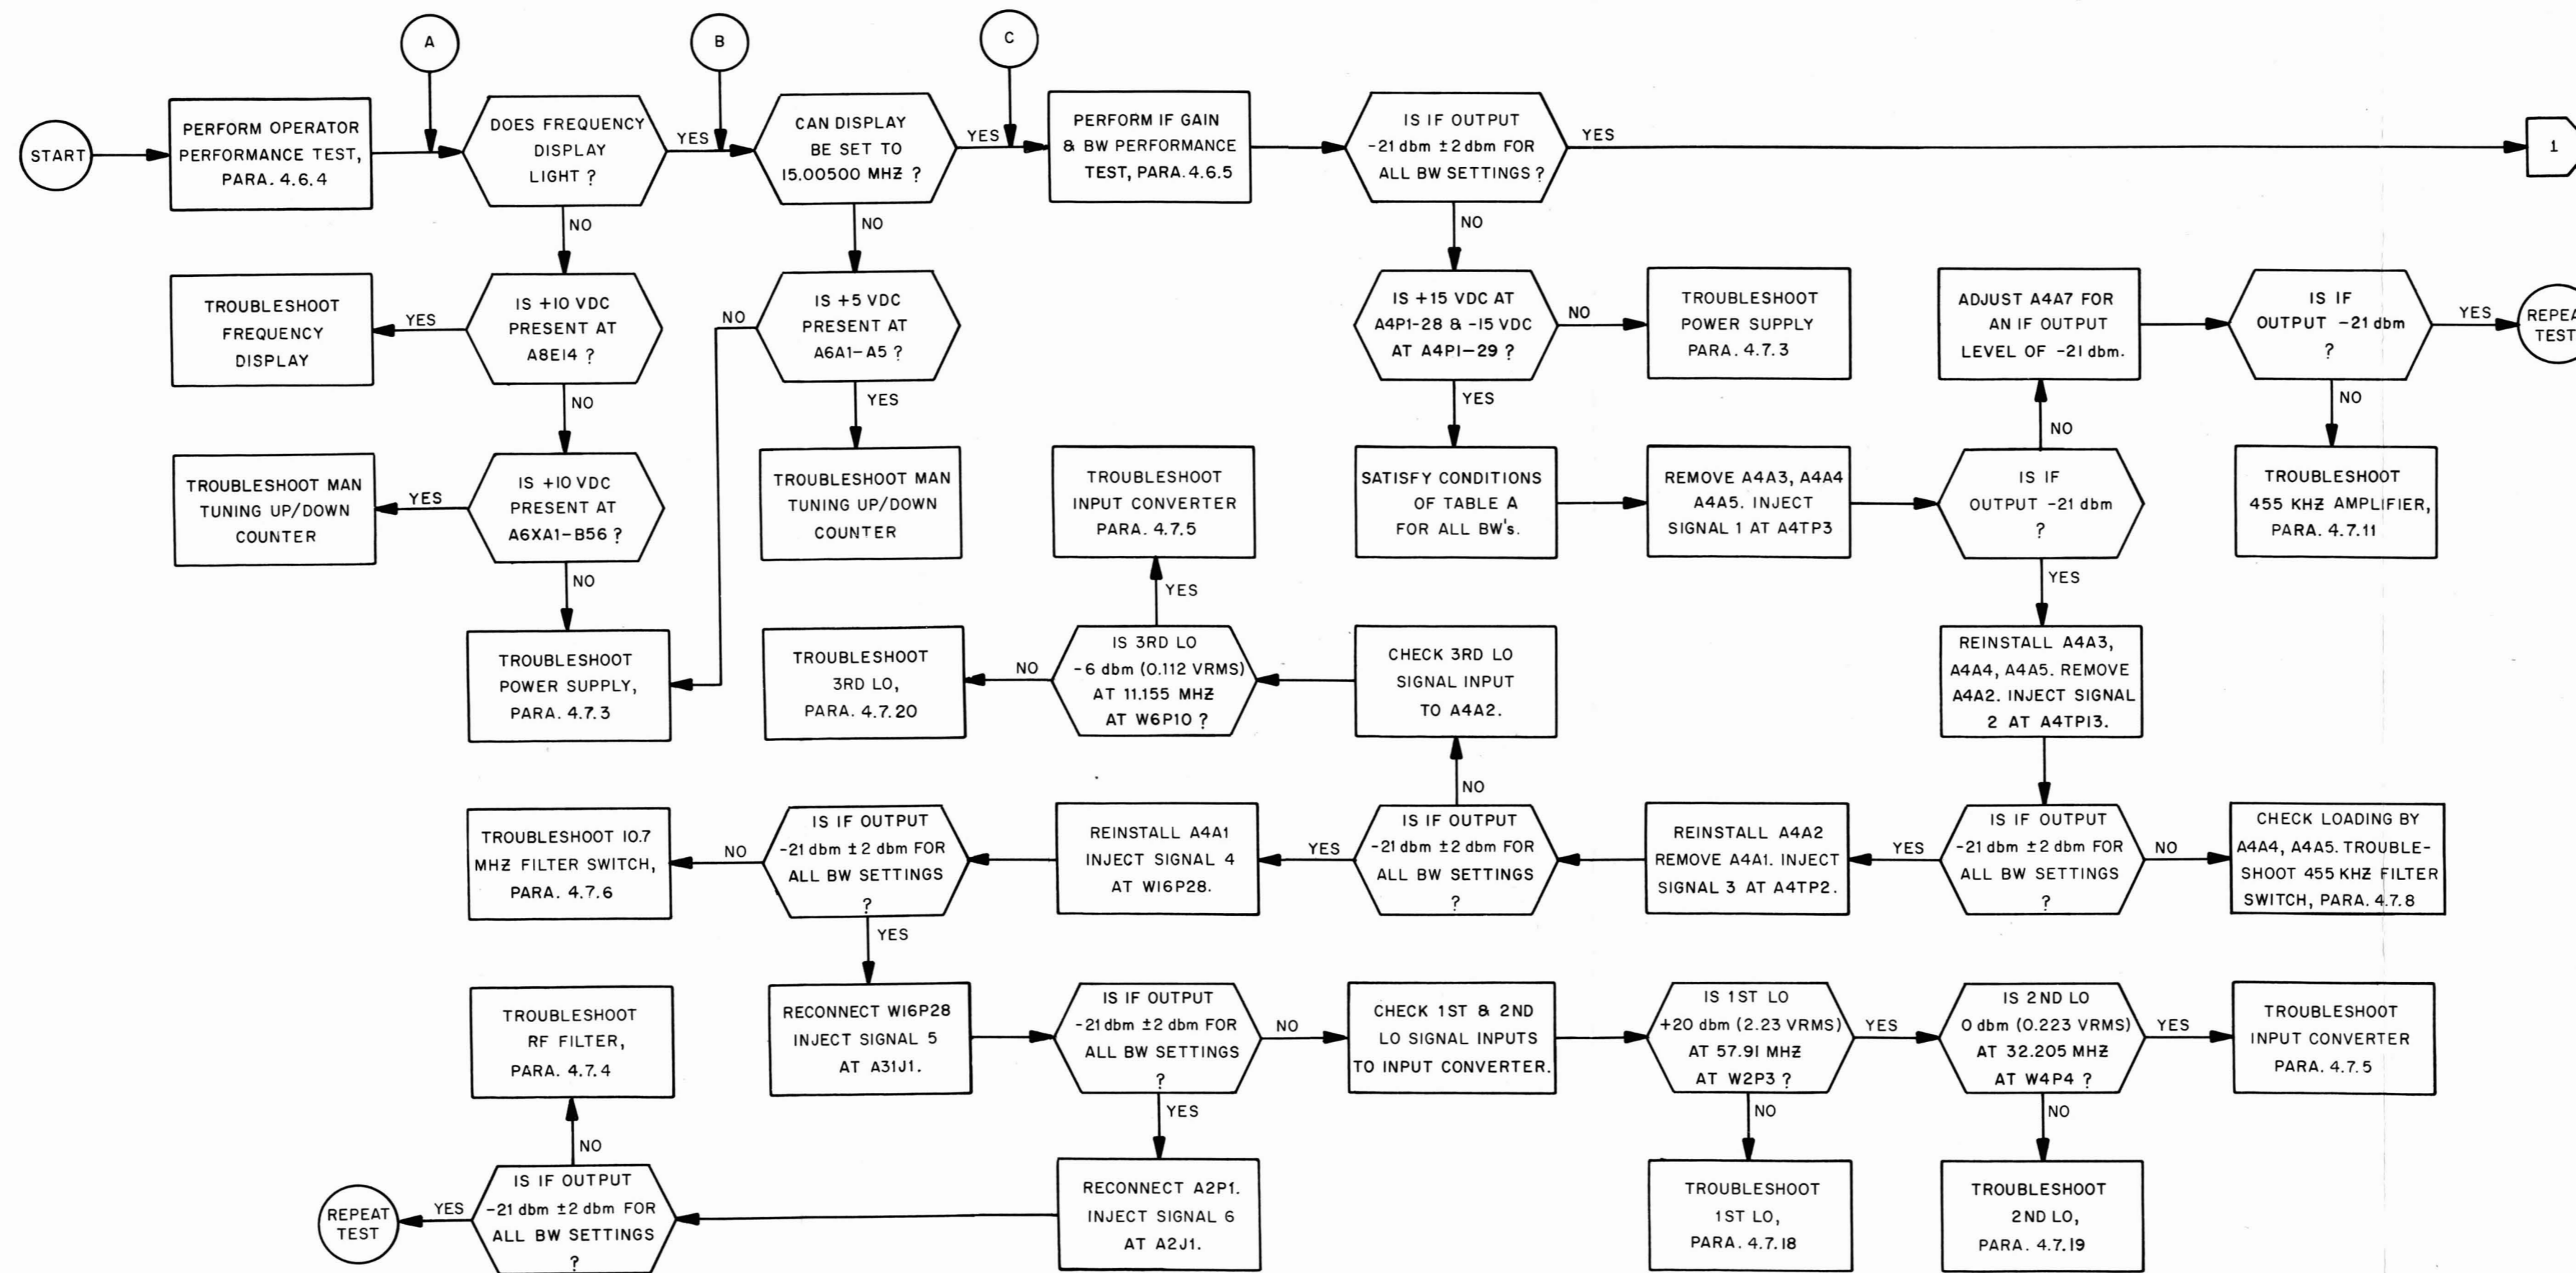 A
B
C
START
PERFORM OPERATOR
PERFORMANCE TEST,
PARA. 4.6.4
DOES FREQUENCY
DISPLAY
LIGHT ?
YES
CAN DISPLAY
BE SET TO
15.00500 MHZ ?
YES
PERFORM IF GAIN
& BW PERFORMANCE
TEST, PARA. 4.6.5
IS IF OUTPUT
-21 dbm ±2 dbm FOR
ALL BW SETTINGS ?
YES
1
NO
NO
NO
TROUBLESHOOT
FREQUENCY
DISPLAY
YES
IS +10 VDC
PRESENT AT
A8E14 ?
NO
IS +5 VDC
PRESENT AT
A6A1-A5 ?
IS +15 VDC AT
A4P1-28 & -15 VDC
AT A4P1-29 ?
NO
TROUBLESHOOT
POWER SUPPLY
PARA. 4.7.3
ADJUST A4A7 FOR
AN IF OUTPUT
LEVEL OF -21 dbm.
IS IF
OUTPUT -21 dbm
?
YES
TEST
NO
YES
YES
NO
NO
TROUBLESHOOT MAN
TUNING UP/DOWN
COUNTER
YES
IS +10 VDC
PRESENT AT
A6XA1-B56 ?
TROUBLESHOOT MAN
TUNING UP/DOWN
COUNTER
TROUBLESHOOT
INPUT CONVERTER
PARA. 4.7.5
SATISFY CONDITIONS
OF TABLE A
FOR ALL BW's.
REMOVE A4A3, A4A4
A4A5. INJECT
SIGNAL 1 AT A4TP3
IS IF
OUTPUT -21 dbm
?
TROUBLESHOOT
455 KHZ AMPLIFIER,
PARA. 4.7.11
NO
YES
YES
TROUBLESHOOT
POWER SUPPLY,
PARA. 4.7.3
TROUBLESHOOT
3RD LO,
PARA. 4.7.20
NO
IS 3RD LO
-6 dbm (0.112 VRMS)
AT 11.155 MHZ
AT W6P10 ?
CHECK 3RD LO
SIGNAL INPUT
TO A4A2.
REINSTALL A4A3,
A4A4, A4A5. REMOVE
A4A2. INJECT SIGNAL
2 AT A4TP13.
NO
TROUBLESHOOT 10.7
MHZ FILTER SWITCH,
PARA. 4.7.6
NO
IS IF OUTPUT
-21 dbm ±2 dbm FOR
ALL BW SETTINGS
?
REINSTALL A4A1
INJECT SIGNAL 4
AT W16P28.
YES
IS IF OUTPUT
-21 dbm ±2 dbm FOR
ALL BW SETTINGS
?
REINSTALL A4A2
REMOVE A4A1. INJECT
SIGNAL 3 AT A4TP2.
YES
IS IF OUTPUT
-21 dbm ±2 dbm FOR
ALL BW SETTINGS
?
NO
CHECK LOADING BY
A4A4, A4A5. TROUBLE-
SHOOT 455 KHZ FILTER
SWITCH, PARA. 4.7.8
YES
TROUBLESHOOT
RF FILTER,
PARA. 4.7.4
RECONNECT W16P28
INJECT SIGNAL 5
AT A31J1.
IS IF OUTPUT
-21 dbm ±2 dbm FOR
ALL BW SETTINGS
?
NO
CHECK 1ST & 2ND
LO SIGNAL INPUTS
TO INPUT CONVERTER.
IS 1ST LO
+20 dbm (2.23 VRMS)
AT 57.91 MHZ
AT W2P3 ?
YES
IS 2ND LO
0 dbm (0.223 VRMS)
AT 32.205 MHZ
AT W4P4 ?
YES
TROUBLESHOOT
INPUT CONVERTER
PARA. 4.7.5
NO
YES
NO
NO
REPEAT
TEST
YES
IS IF OUTPUT
-21 dbm ±2 dbm FOR
ALL BW SETTINGS
?
RECONNECT A2P1.
INJECT SIGNAL 6
AT A2J1.
TROUBLESHOOT
1ST LO,
PARA. 4.7.18
TROUBLESHOOT
2ND LO,
PARA. 4.7.19